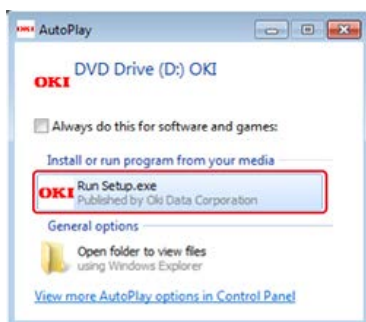 OKI AutoPlay
DVD Drive (D:) OKI
OKI
Always do this for software and games:
Install or run program from your media
OKI
Run Setup.exe
Published by Oki Data Corporation
General options
Open folder to view files
using Windows Explorer
View more AutoPlay options in Control Panel